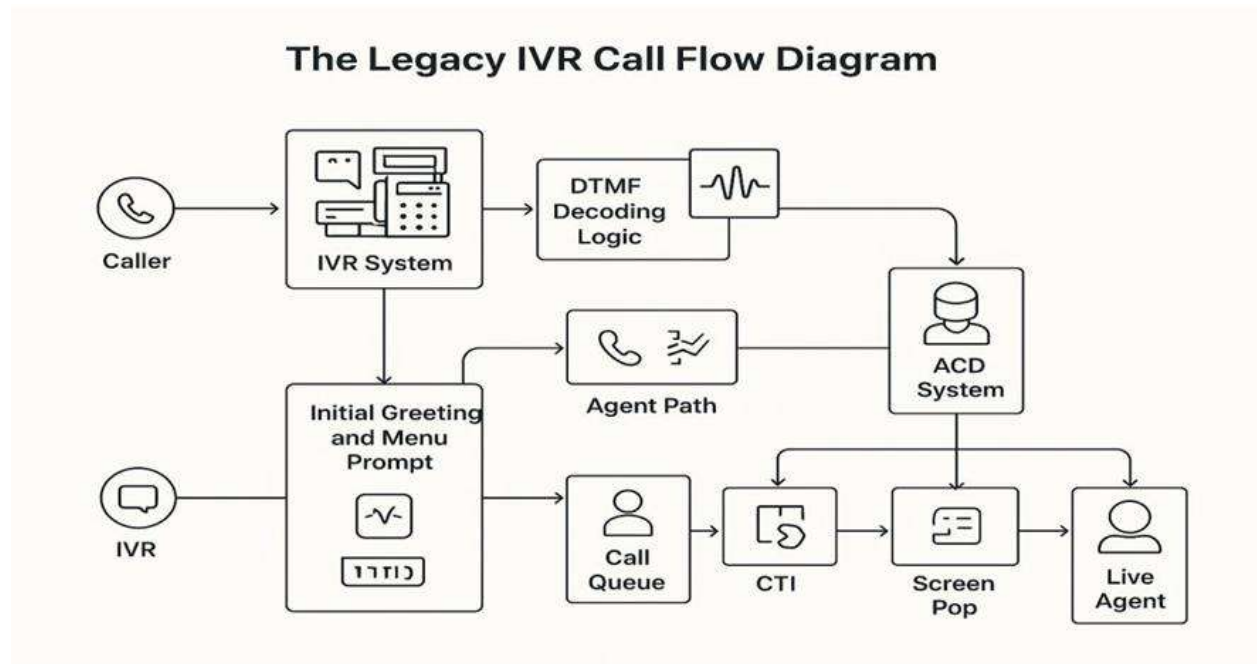 The Legacy IVR Call Flow Diagram
Caller
IVR System
DTMF
Decoding
Logic
ACD
System
Agent Path
Initial Greeting
and Menu
Prompt
IVR
Call
Queue
CTI
Screen
Pop
Live
Agent